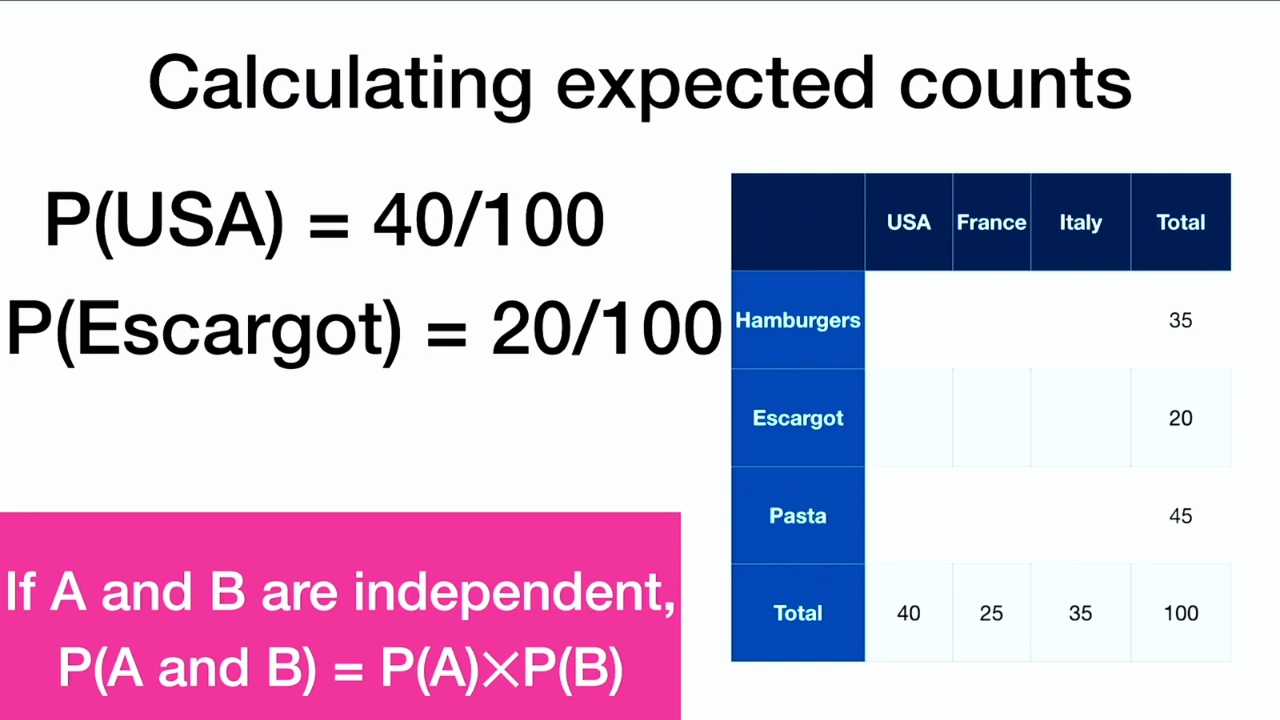 Calculating expected counts
P(USA) = 40/100
P(Escargot) = 20/100
If A and B are independent,
P(A and B) = P(A)×P(B)
USA France Italy Total
Hamburgers 35
Escargot 20
Pasta 45
Total 40 25 35 100